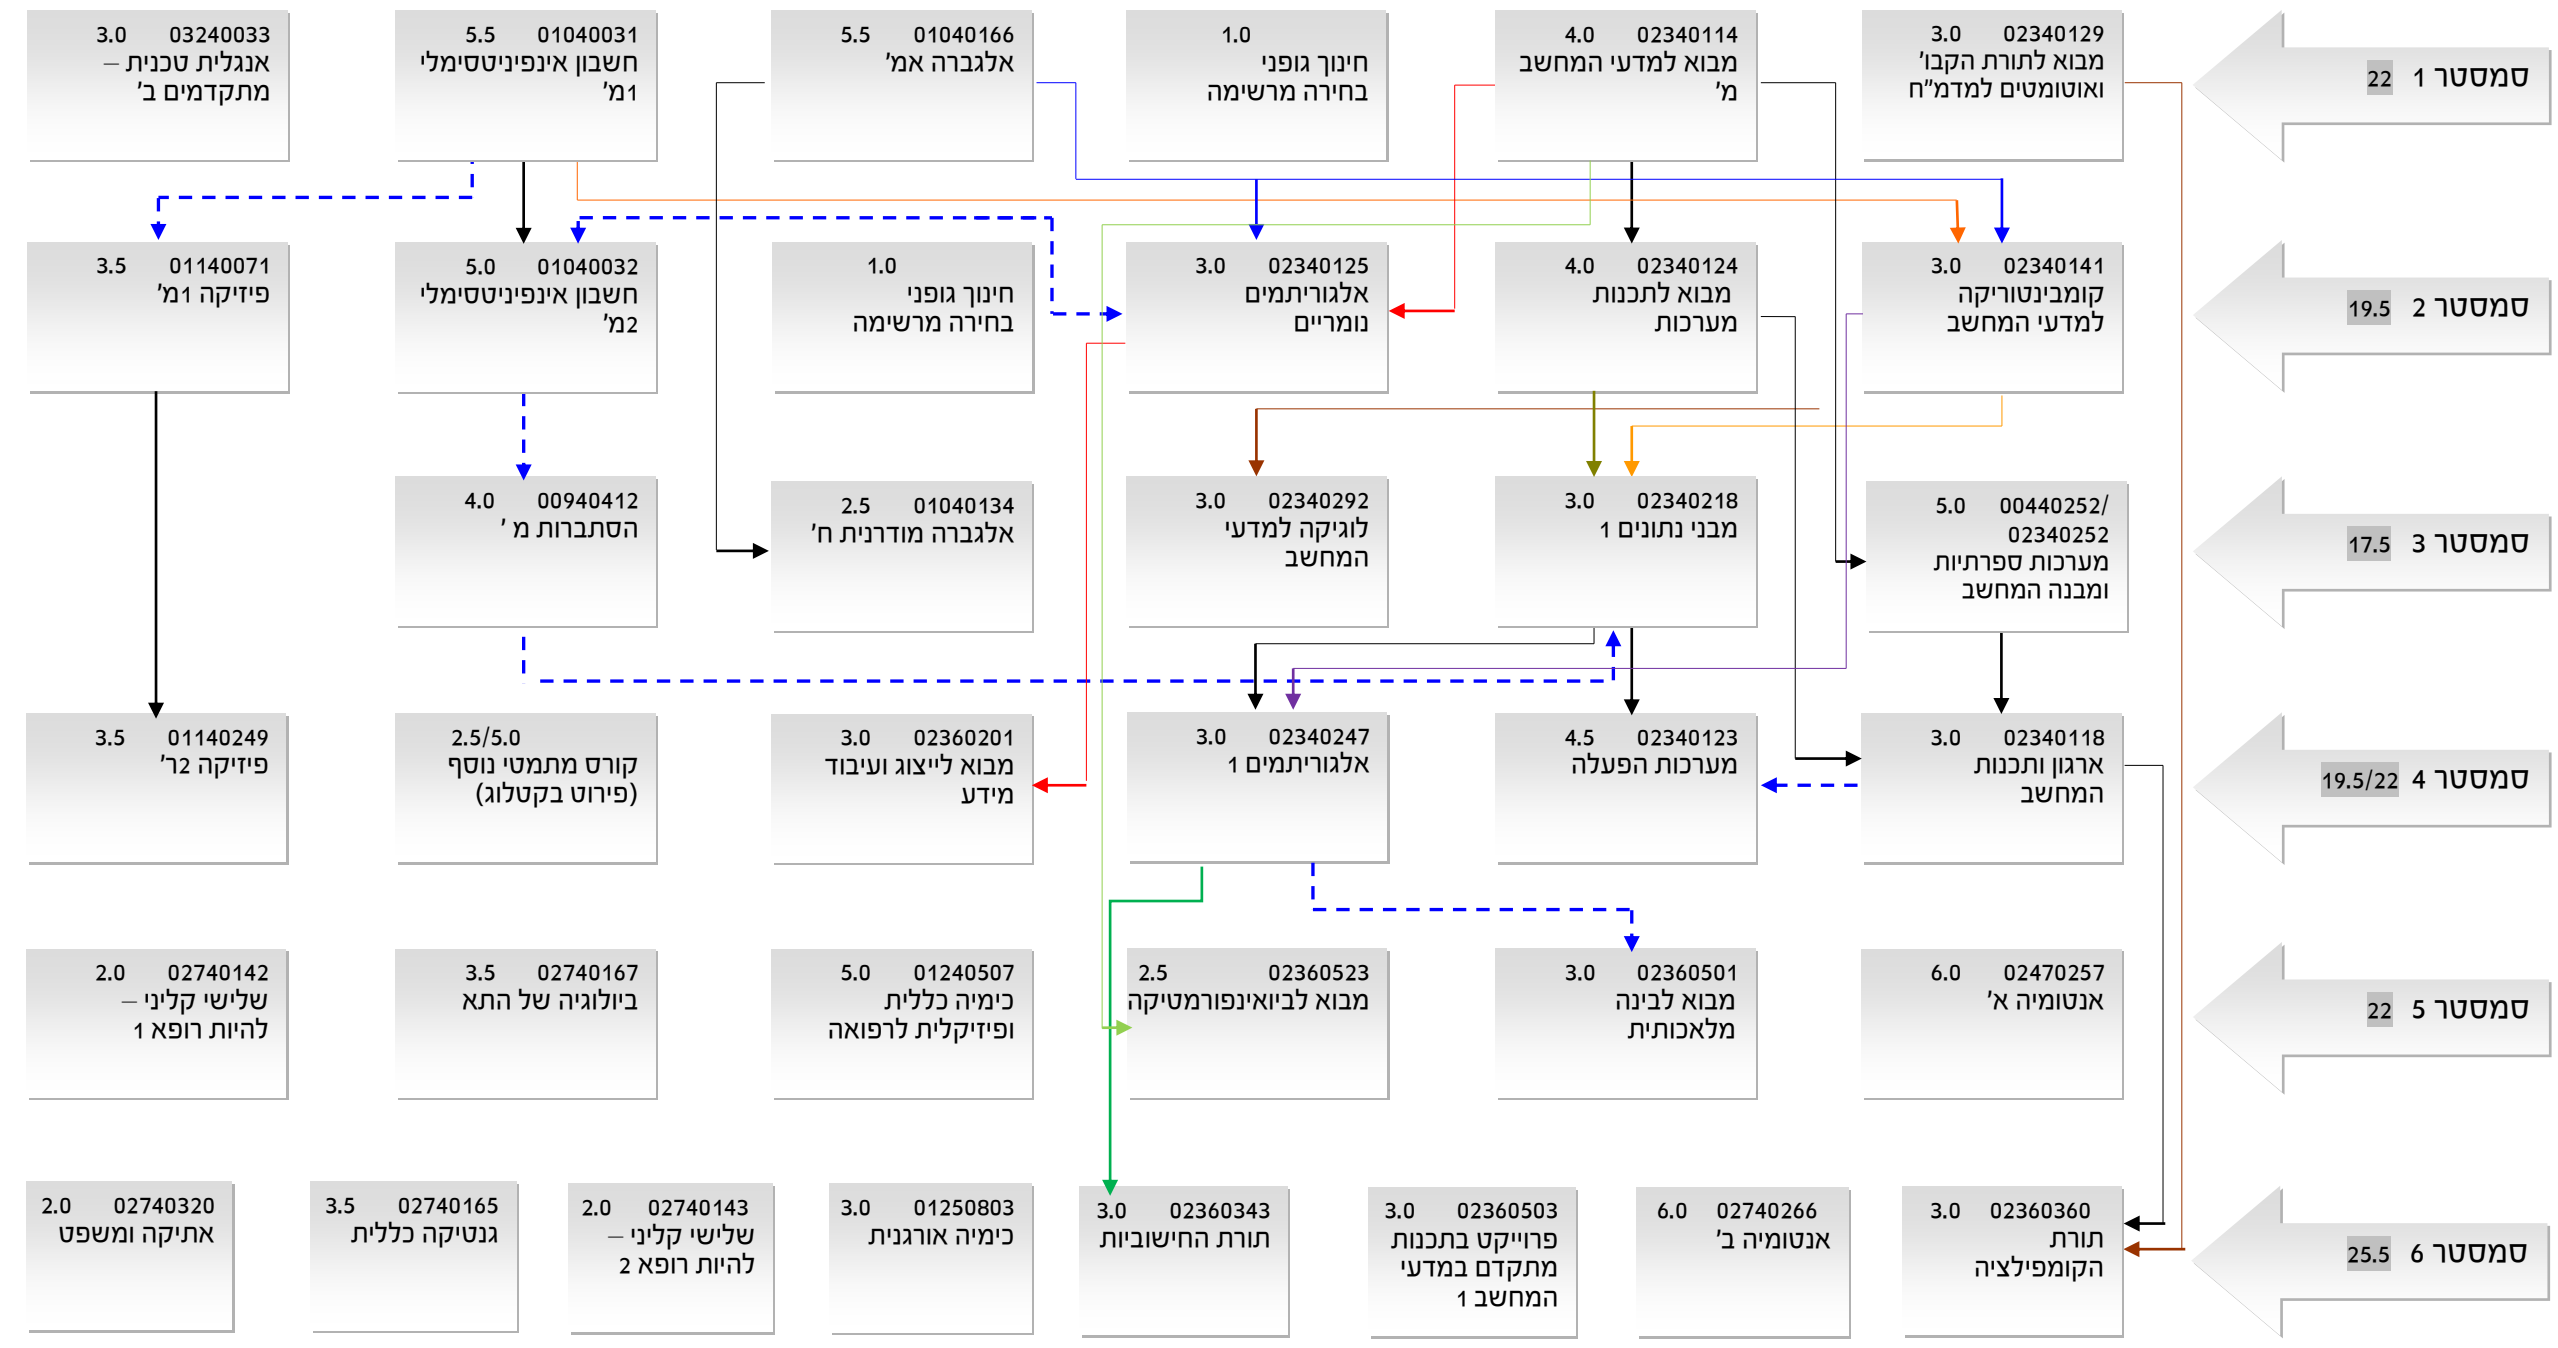 סמסטר 1 22
02340129 3.0
מבוא לתורת הקבו'
ואוטומטים למדמ"ח
02340114 4.0
מבוא למדעי המחשב
מ'
1.0
חינוך גופני
בחירה מרשימה
01040166 5.5
אלגברה אמ'
01040031 5.5
חשבון אינפיניטסימלי
1מ'
03240033 3.0
אנגלית טכנית –
מתקדמים ב'
סמסטר 2 19.5
02340141 3.0
קומבינטוריקה
למדעי המחשב
02340124 4.0
מבוא לתכנות
מערכות
02340125 3.0
אלגוריתמים
נומריים
1.0
חינוך גופני
בחירה מרשימה
01040032 5.0
חשבון אינפיניטסימלי
2מ'
01140071 3.5
פיזיקה 1מ'
סמסטר 3 17.5
00440252/ 5.0
02340252
מערכות ספרתיות
ומבנה המחשב
02340218 3.0
מבני נתונים 1
02340292 3.0
לוגיקה למדעי
המחשב
01040134 2.5
אלגברה מודרנית ח'
00940412 4.0
הסתברות מ '
סמסטר 4 19.5/22
02340118 3.0
ארגון ותכנות
המחשב
02340123 4.5
מערכות הפעלה
02340247 3.0
אלגוריתמים 1
02360201 3.0
מבוא לייצוג ועיבוד
מידע
2.5/5.0
קורס מתמטי נוסף
(פירוט בקטלוג)
01140249 3.5
פיזיקה 2ר'
סמסטר 5 22
02470257 6.0
אנטומיה א'
02360501 3.0
מבוא לבינה
מלאכותית
02360523 2.5
מבוא לביואינפורמטיקה
01240507 5.0
כימיה כללית
ופיזיקלית לרפואה
02740167 3.5
ביולוגיה של התא
02740142 2.0
שלישי קליני –
להיות רופא 1
סמסטר 6 25.5
02360360 3.0
תורת
הקומפילציה
02740266 6.0
אנטומיה ב'
02360503 3.0
פרוייקט בתכנות
מתקדם במדעי
המחשב 1
02360343 3.0
תורת החישוביות
01250803 3.0
כימיה אורגנית
02740143 2.0
שלישי קליני –
להיות רופא 2
02740165 3.5
גנטיקה כללית
02740320 2.0
אתיקה ומשפט